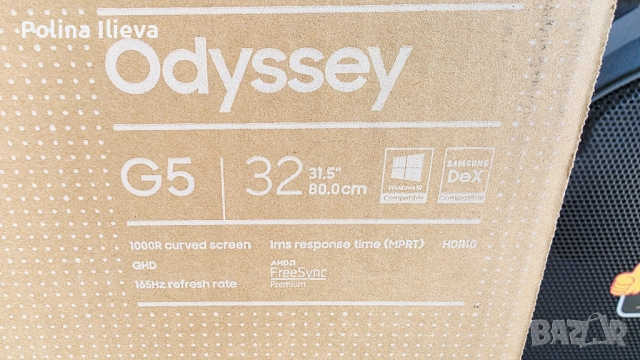 Polina Ilieva
Odyssey
G5 32 31.5" 80.0cm
Windows 10 Compatible
SAMSUNG DeX Compatible
1000R curved screen 1ms response time (MPRT) HDR10
QHD AMD FreeSync Premium
165Hz refresh rate
BAZAR